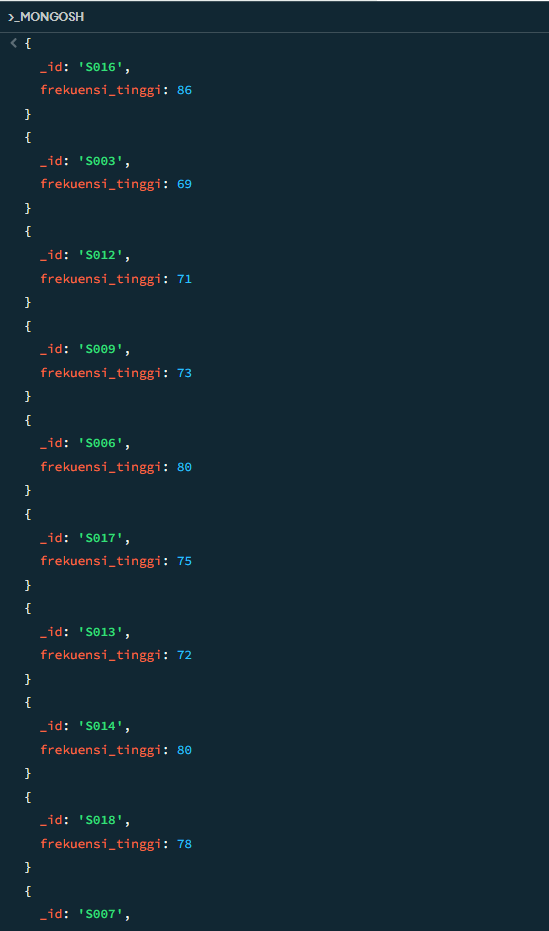 >_MONGOSH
< {
_id: 'S016',
frekuensi_tinggi: 86
}
{
_id: 'S003',
frekuensi_tinggi: 69
}
{
_id: 'S012',
frekuensi_tinggi: 71
}
{
_id: 'S009',
frekuensi_tinggi: 73
}
{
_id: 'S006',
frekuensi_tinggi: 80
}
{
_id: 'S017',
frekuensi_tinggi: 75
}
{
_id: 'S013',
frekuensi_tinggi: 72
}
{
_id: 'S014',
frekuensi_tinggi: 80
}
{
_id: 'S018',
frekuensi_tinggi: 78
}
{
_id: 'S007',